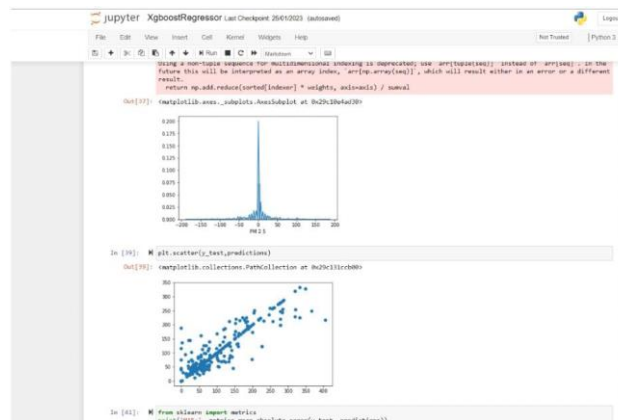 jupyter XgboostRegressor Last Checkpoint: 26/01/2023 (autosaved)
Login
File Edit View Insert Cell Kernel Widgets Help
Not Trusted Python 3
Run Markdown
Using a non-tuple sequence for multidimensional indexing is deprecated; use `arr[tuple(seq)]` instead of `arr[seq]`. In the
future this will be interpreted as an array index, `arr[np.array(seq)]`, which will result either in an error or a different
result.
return np.add.reduce(sorted[indexer] * weights, axis=axis) / sumval
<matplotlib.axes._subplots.AxesSubplot at
0.200
0.175
0.150
0.125
0.100
0.075
0.050
0.025
0.000
-200 -150 -100 -50 0 50 100 150 200
PM 2.5
In [39]: plt.scatter(y_test,predictions)
Out[39]: <matplotlib.collections.PathCollection at
350
300
250
200
150
100
50
0
0 50 100 150 200 250 300 350 400
from sklearn import metrics